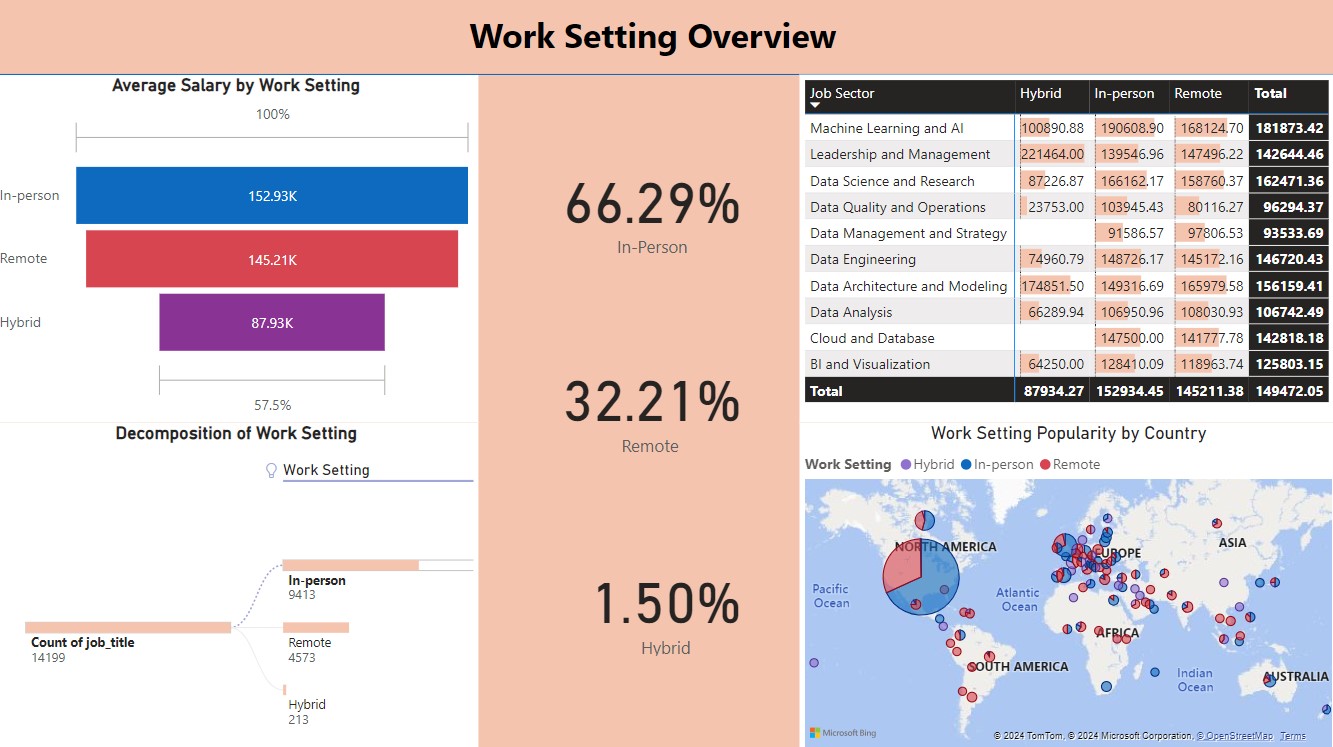 Work Setting Overview
Average Salary by Work Setting
100%
In-person 152.93K
Remote 145.21K
Hybrid 87.93K
57.5%
Decomposition of Work Setting
Work Setting
In-person
9413
Count of job_title
14199
Remote
4573
Hybrid
213
66.29%
In-Person
32.21%
Remote
1.50%
Hybrid
Job Sector Hybrid In-person Remote Total
Machine Learning and AI 100890.88 190608.90 168124.70 181873.42
Leadership and Management 221464.00 139546.96 147496.22 142644.46
Data Science and Research 87226.87 166162.17 158760.37 162471.36
Data Quality and Operations 23753.00 103945.43 80116.27 96294.37
Data Management and Strategy 91586.57 97806.53 93533.69
Data Engineering 74960.79 148726.17 145172.16 146720.43
Data Architecture and Modeling 174851.50 149316.69 165979.58 156159.41
Data Analysis 66289.94 106950.96 108030.93 106742.49
Cloud and Database 147500.00 141777.78 142818.18
BI and Visualization 64250.00 128410.09 118963.74 125803.15
Total 87934.27 152934.45 145211.38 149472.05
Work Setting Popularity by Country
Work Setting Hybrid In-person Remote
NORTH AMERICA
EUROPE
ASIA
Pacific
Ocean
Atlantic
Ocean
AFRICA
SOUTH AMERICA
Indian
Ocean
AUSTRALIA
Microsoft Bing
© 2024 TomTom, © 2024 Microsoft Corporation, © OpenStreetMap Terms